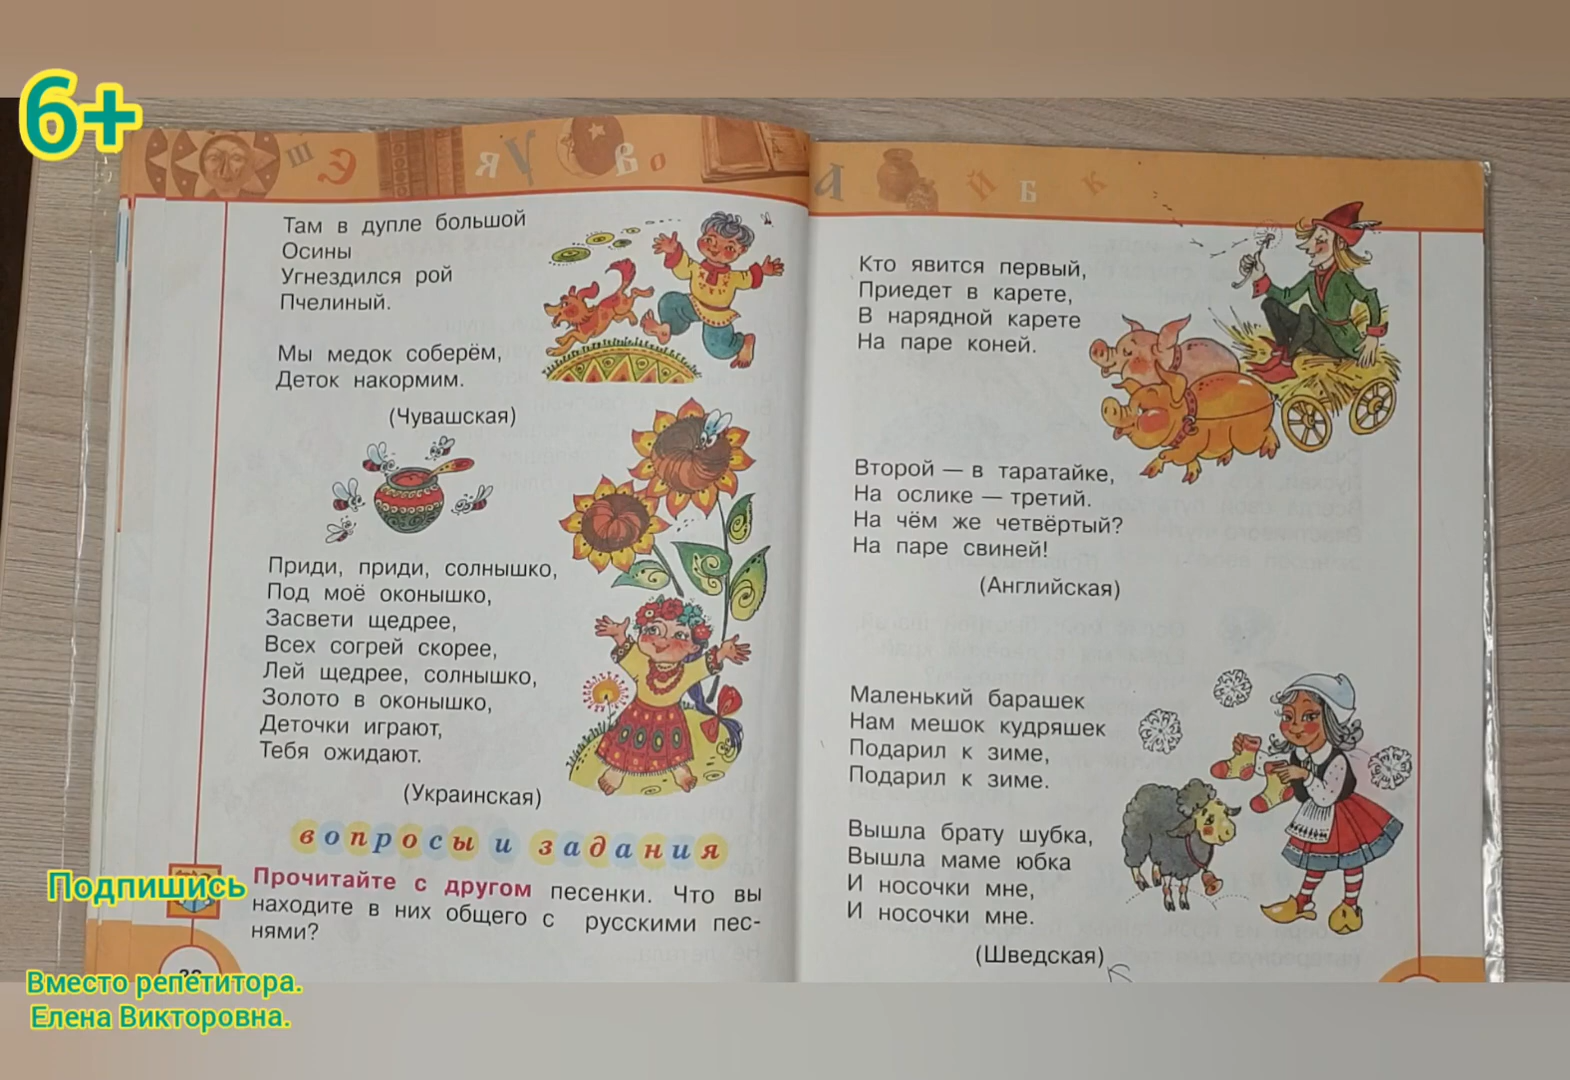 6+
Там в дупле большой
Осины
Угнездился рой
Пчелиный.
Мы медок соберём,
Деток накормим.
(Чувашская)
Приди, приди, солнышко,
Под моё оконышко,
Засвети щедрее,
Всех согрей скорее,
Лей щедрее, солнышко,
Золото в оконышко,
Деточки играют,
Тебя ожидают.
(Украинская)
вопросы и задания
Прочитайте с другом песенки. Что вы
находите в них общего с русскими пес-
нями?
Кто явится первый,
Приедет в карете,
В нарядной карете
На паре коней.
Второй — в таратайке,
На ослике — третий.
На чём же четвёртый?
На паре свиней!
(Английская)
Маленький барашек
Нам мешок кудряшек
Подарил к зиме,
Подарил к зиме.
Вышла брату шубка,
Вышла маме юбка
И носочки мне,
И носочки мне.
(Шведская)
Подпишись
Вместо репетитора.
Елена Викторовна.